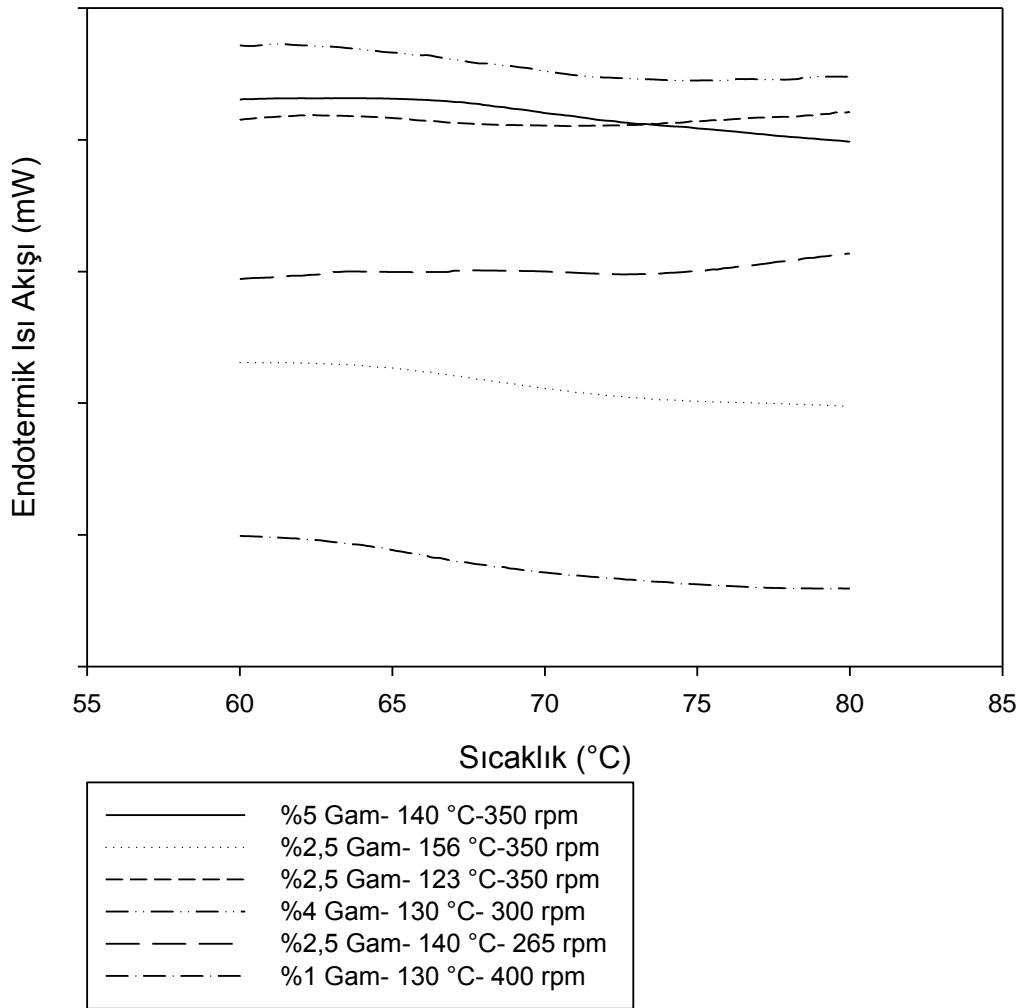 Endotermik Isı Akışı (mW)
55 60 65 70 75 80 85
Sıcaklık (°C)
%5 Gam- 140 °C-350 rpm
%2,5 Gam- 156 °C-350 rpm
%2,5 Gam- 123 °C-350 rpm
%4 Gam- 130 °C- 300 rpm
%2,5 Gam- 140 °C- 265 rpm
%1 Gam- 130 °C- 400 rpm